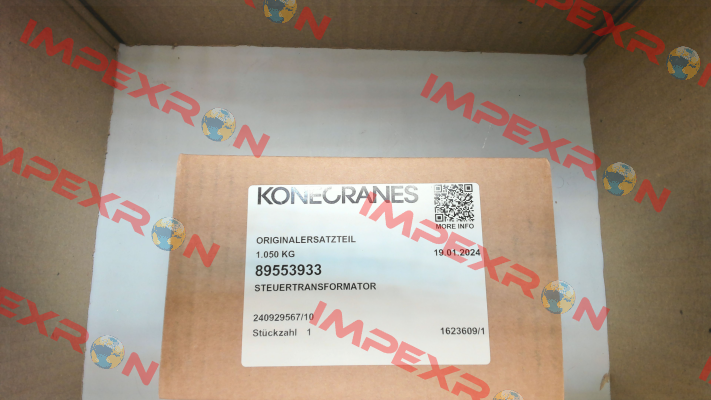 KONECRANES
MORE INFO
ORIGINALERSATZTEIL
1.050 KG 19.01.2024
89553933
STEUERTRANSFORMATOR
240929567/10
Stückzahl 1 1623609/1
IMPEXRON
IMPEXRON
IMPEXRON
IMPEXRON
IMPEXRON
IMPEXRON